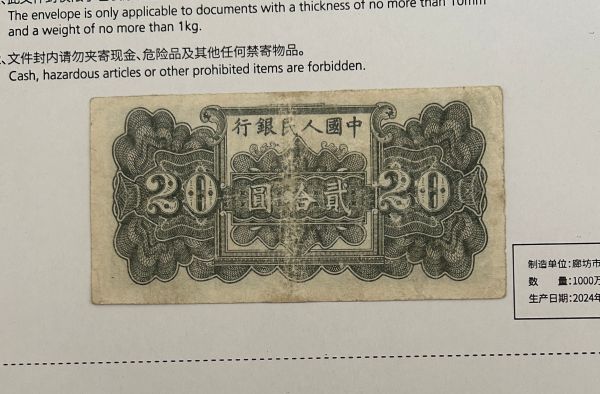 The envelope is only applicable to documents with a thickness of no more than 10mm
and a weight of no more than 1kg.
、文件封内请勿夹寄现金、危险品及其他任何禁寄物品。
Cash, hazardous articles or other prohibited items are forbidden.
行銀民人國中
20 圓拾貳 20
制造单位:廊坊市
数 量:1000万
生产日期:2024年